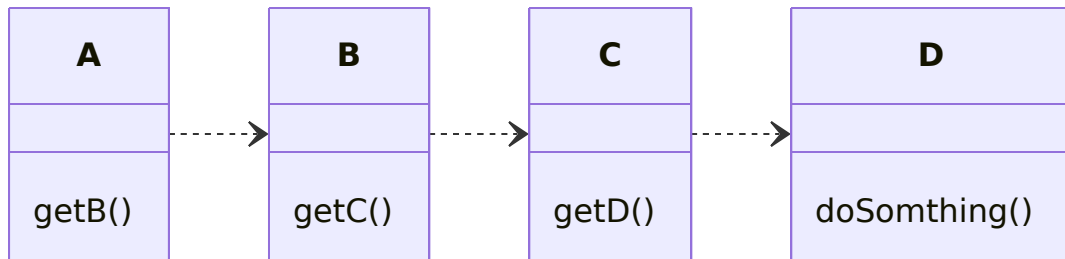 A
getB()
B
getC()
C
getD()
D
doSomthing()